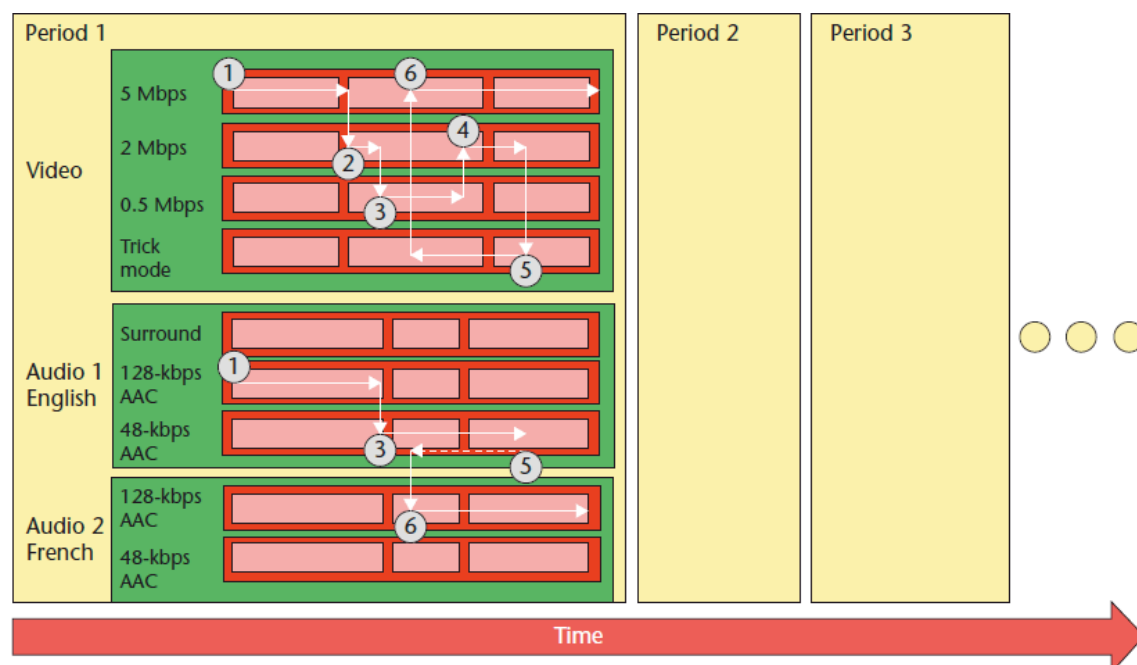 Period 1
Period 2
Period 3
Video
5 Mbps
1
6
2 Mbps
4
2
0.5 Mbps
3
Trick
mode
5
Audio 1
English
Surround
1
128-kbps
AAC
48-kbps
AAC
3
5
Audio 2
French
128-kbps
AAC
6
48-kbps
AAC
Time